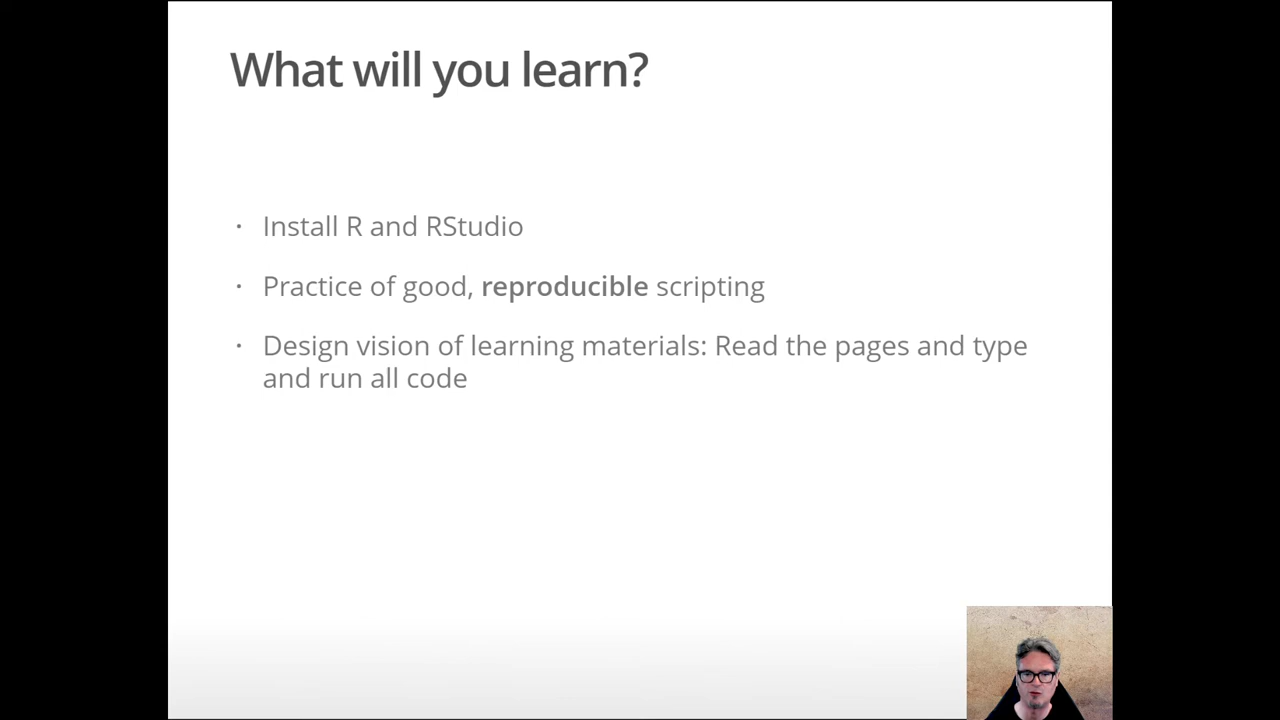 What will you learn?
· Install R and RStudio
· Practice of good, reproducible scripting
· Design vision of learning materials: Read the pages and type
and run all code